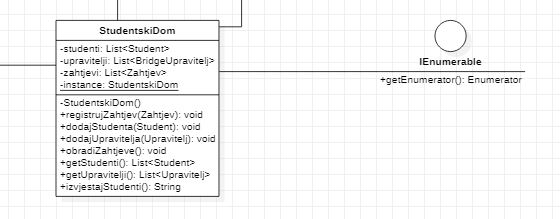 StudentskiDom
-studenti: List<Student>
-upravitelji: List<BridgeUpravitelj>
-zahtjevi: List<Zahtjev>
-instance: StudentskiDom
-StudentskiDom()
+registrujZahtjev(Zahtjev): void
+dodajStudenta(Student): void
+dodajUpravitelja(Upravitelj): void
+obradiZahtjeve(): void
+getStudenti(): List<Student>
+getUpravitelji(): List<Upravitelj>
+izvjestajStudenti(): String
IEnumerable
+getEnumerator(): Enumerator